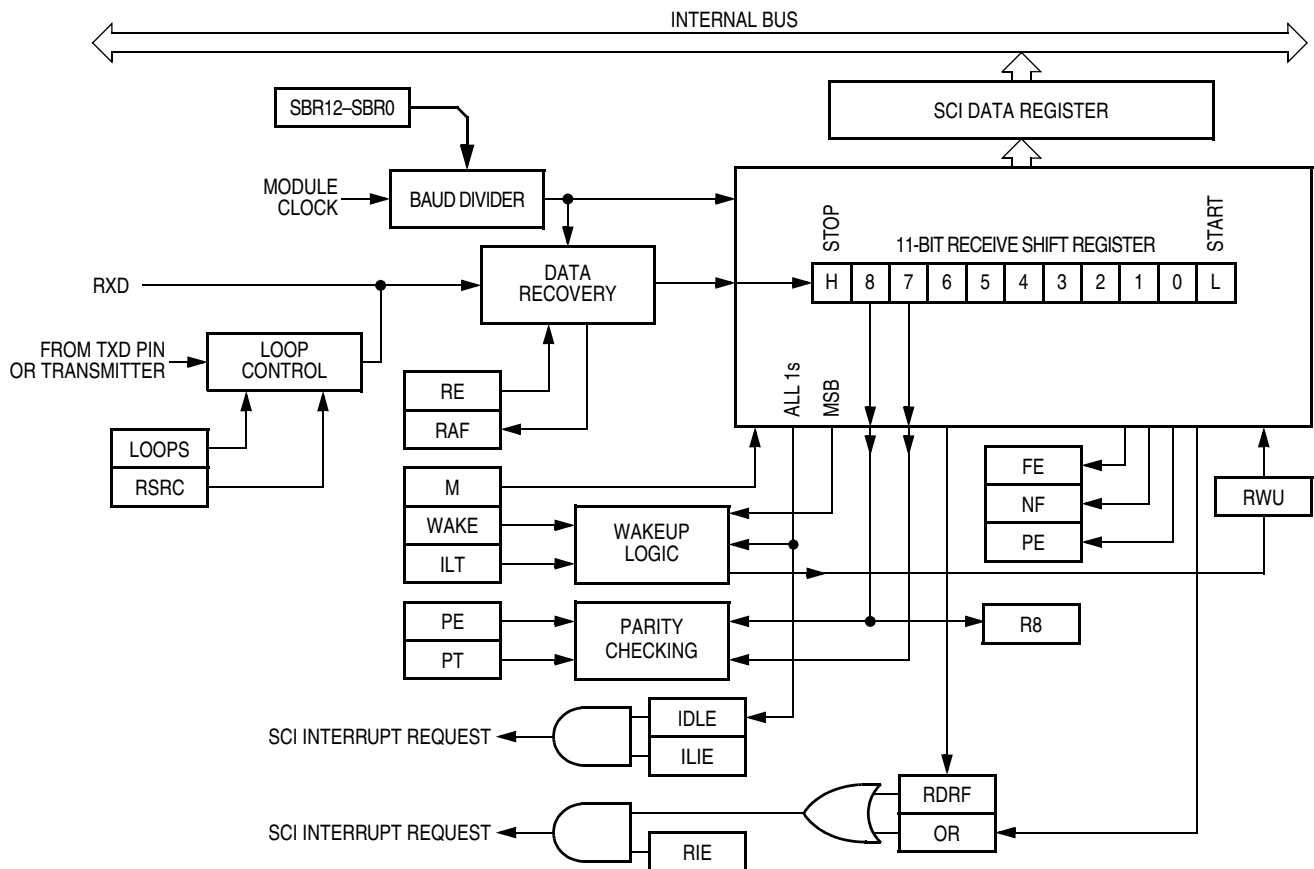 INTERNAL BUS
SBR12–SBR0
SCI DATA REGISTER
MODULE
CLOCK
BAUD DIVIDER
STOP
11-BIT RECEIVE SHIFT REGISTER
START
RXD
DATA
RECOVERY
H 8 7 6 5 4 3 2 1 0 L
FROM TXD PIN
OR TRANSMITTER
LOOP
CONTROL
ALL 1s
MSB
RE
RAF
LOOPS
RSRC
M
WAKE
ILT
WAKEUP
LOGIC
FE
NF
PE
RWU
PE
PT
PARITY
CHECKING
R8
SCI INTERRUPT REQUEST
IDLE
ILIE
RDRF
OR
SCI INTERRUPT REQUEST
RIE